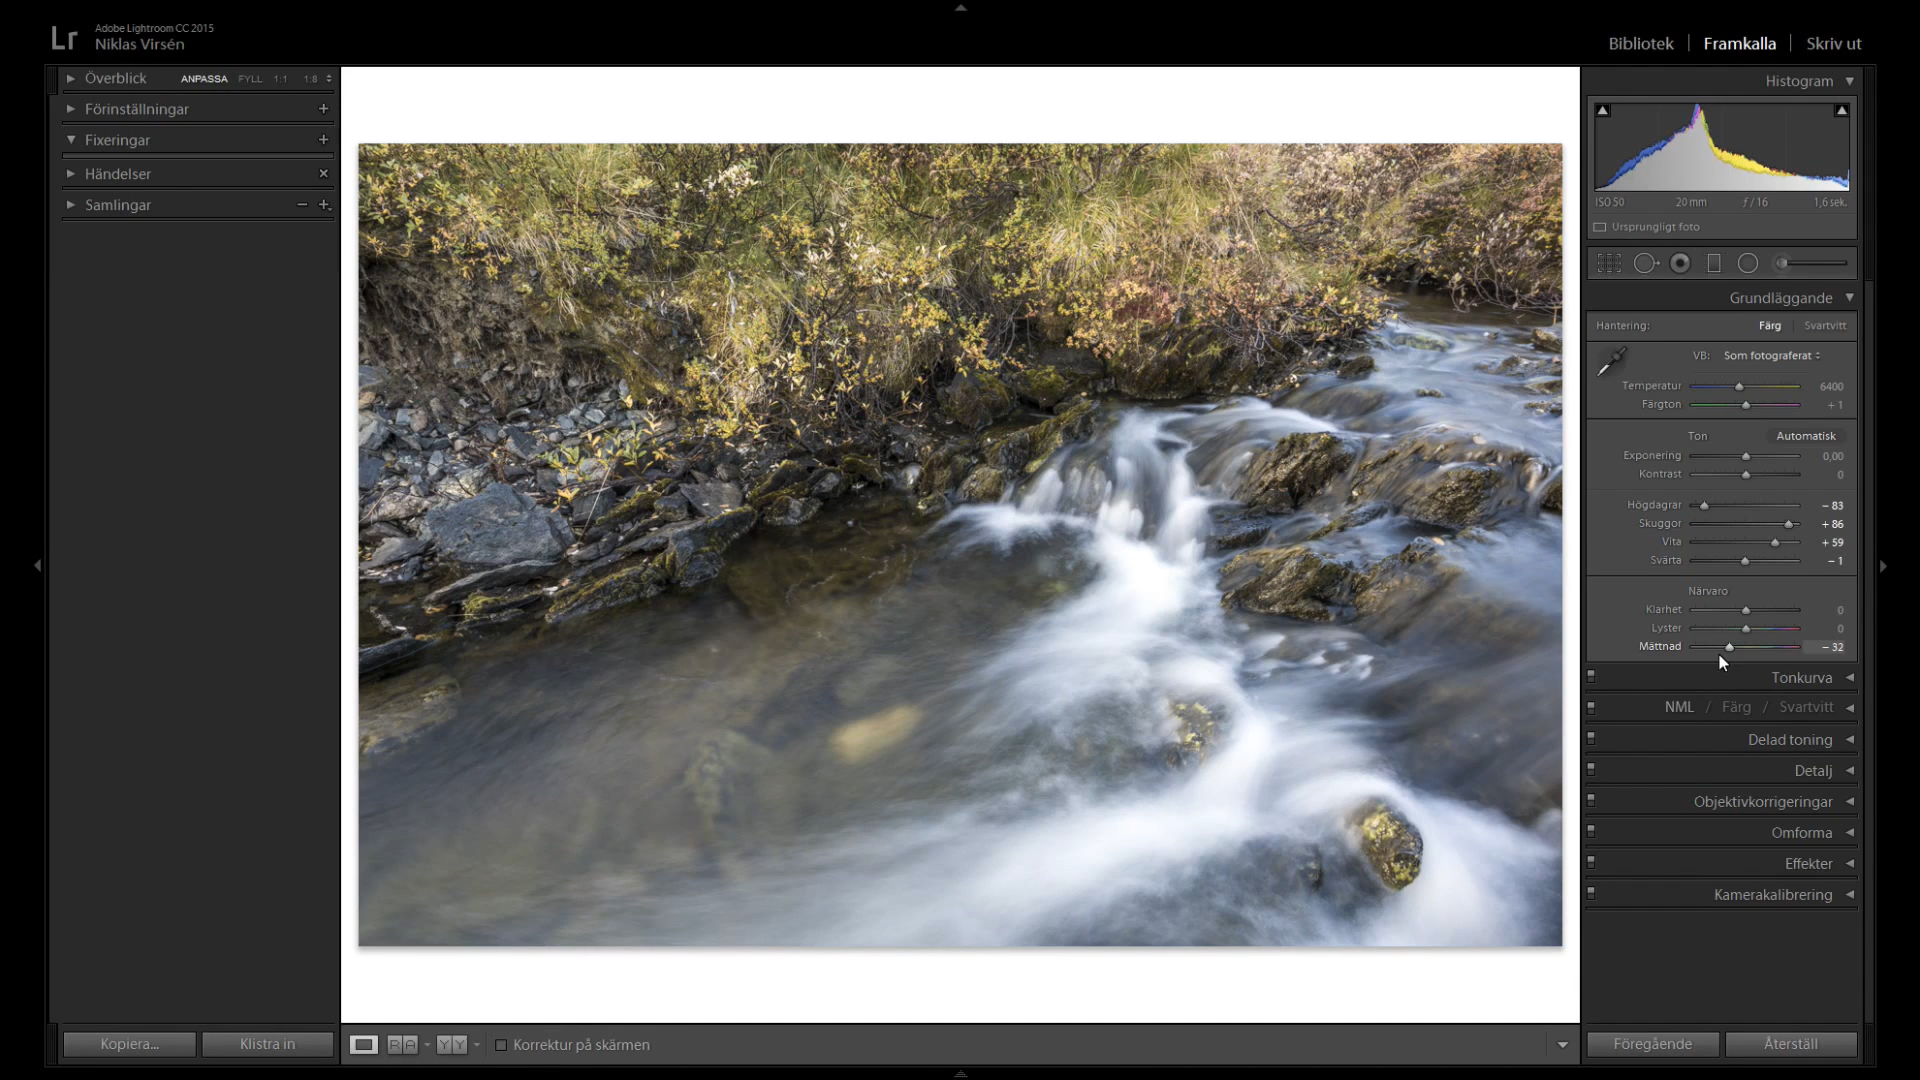 Lr
Adobe Lightroom CC 2015
Niklas Virsén
Bibliotek | Framkalla | Skriv ut
Överblick ANPASSA FYLL 1:1 1:8
Förinställningar
Fixeringar
Händelser
Samlingar
Kopiera...
Klistra in
RA
YY
Korrektur på skärmen
Histogram
ISO 50 20 mm ƒ / 16 1,6 sek.
Ursprungligt foto
Grundläggande
Hantering: Färg | Svartvitt
VB: Som fotograferat
Temperatur 6400
Färgton + 1
Ton Automatisk
Exponering 0,00
Kontrast 0
Högdagrar − 83
Skuggor + 86
Vita + 59
Svärta − 1
Närvaro
Klarhet 0
Lyster 0
Mättnad − 32
Tonkurva
NML / Färg / Svartvitt
Delad toning
Detalj
Objektivkorrigeringar
Omforma
Effekter
Kamerakalibrering
Föregående
Återställ